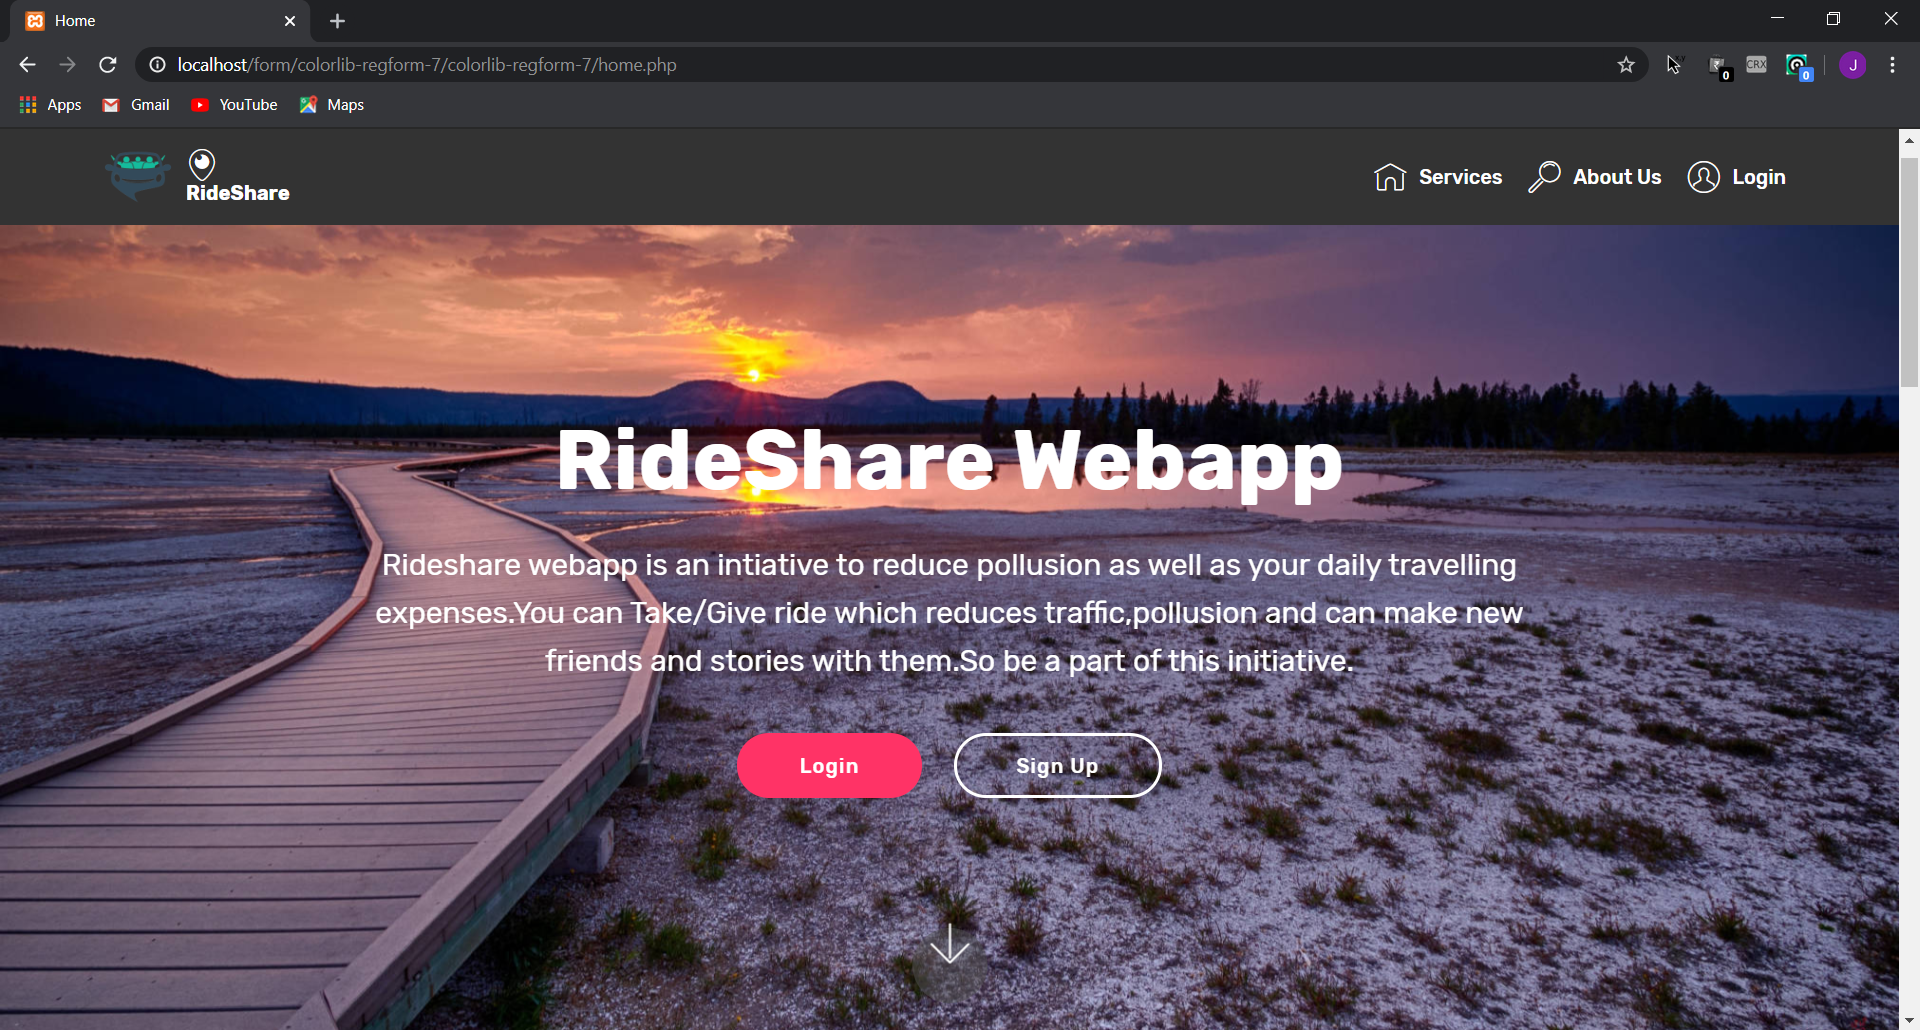 Home
localhost/form/colorlib-regform-7/colorlib-regform-7/home.php
0
CRX
0
J
Apps Gmail YouTube Maps
RideShare
Services About Us Login
RideShare Webapp
Rideshare webapp is an intiative to reduce pollusion as well as your daily travelling
expenses.You can Take/Give ride which reduces traffic,pollusion and can make new
friends and stories with them.So be a part of this initiative.
Login Sign Up